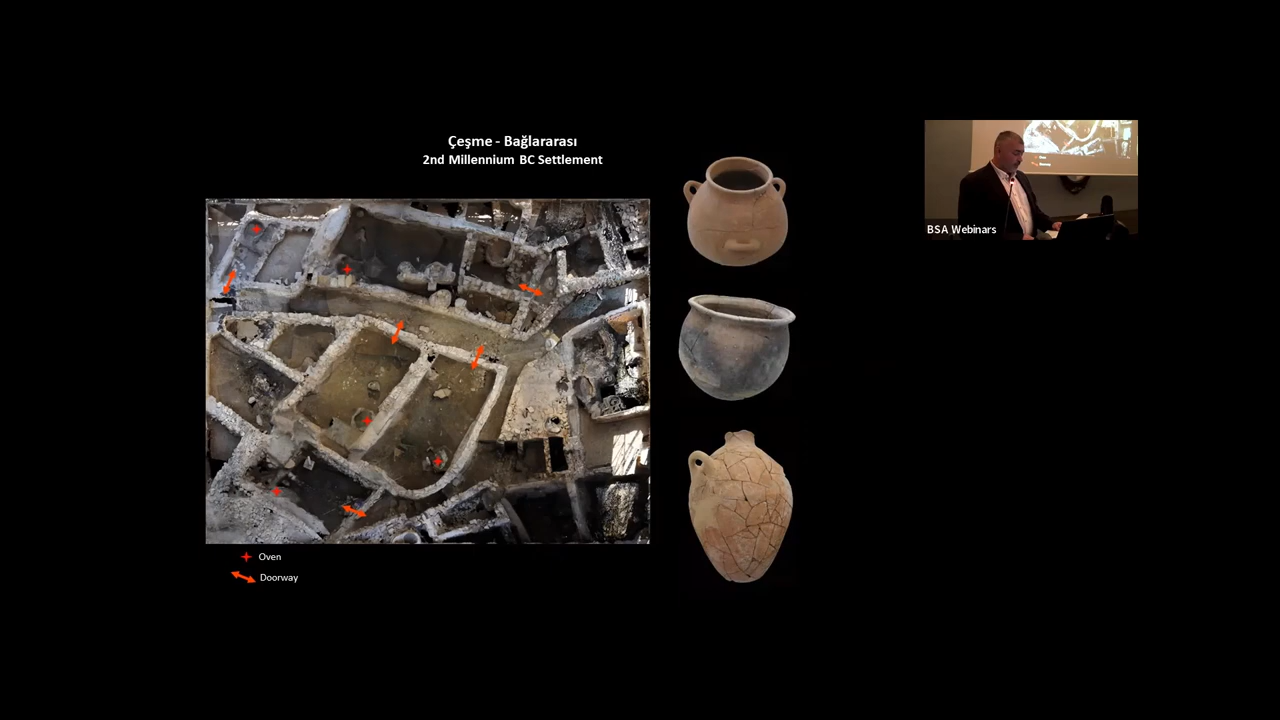 Çeşme - Bağlararası
2nd Millennium BC Settlement
BSA Webinars
Oven
Doorway